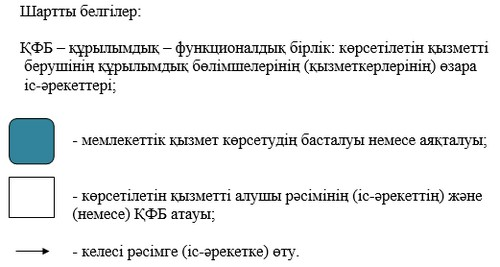 Шартты белгілер:
ҚФБ – құрылымдық – функционалдық бірлік: көрсетілетін қызметті
берушінің құрылымдық бөлімшелерінің (қызметкерлерінің) өзара
іс-әрекеттері;
- мемлекеттік қызмет көрсетудің басталуы немесе аяқталуы;
- көрсетілетін қызметті алушы рәсімінің (іс-әрекеттің) және
(немесе) ҚФБ атауы;
- келесі рәсімге (іс-әрекетке) өту.